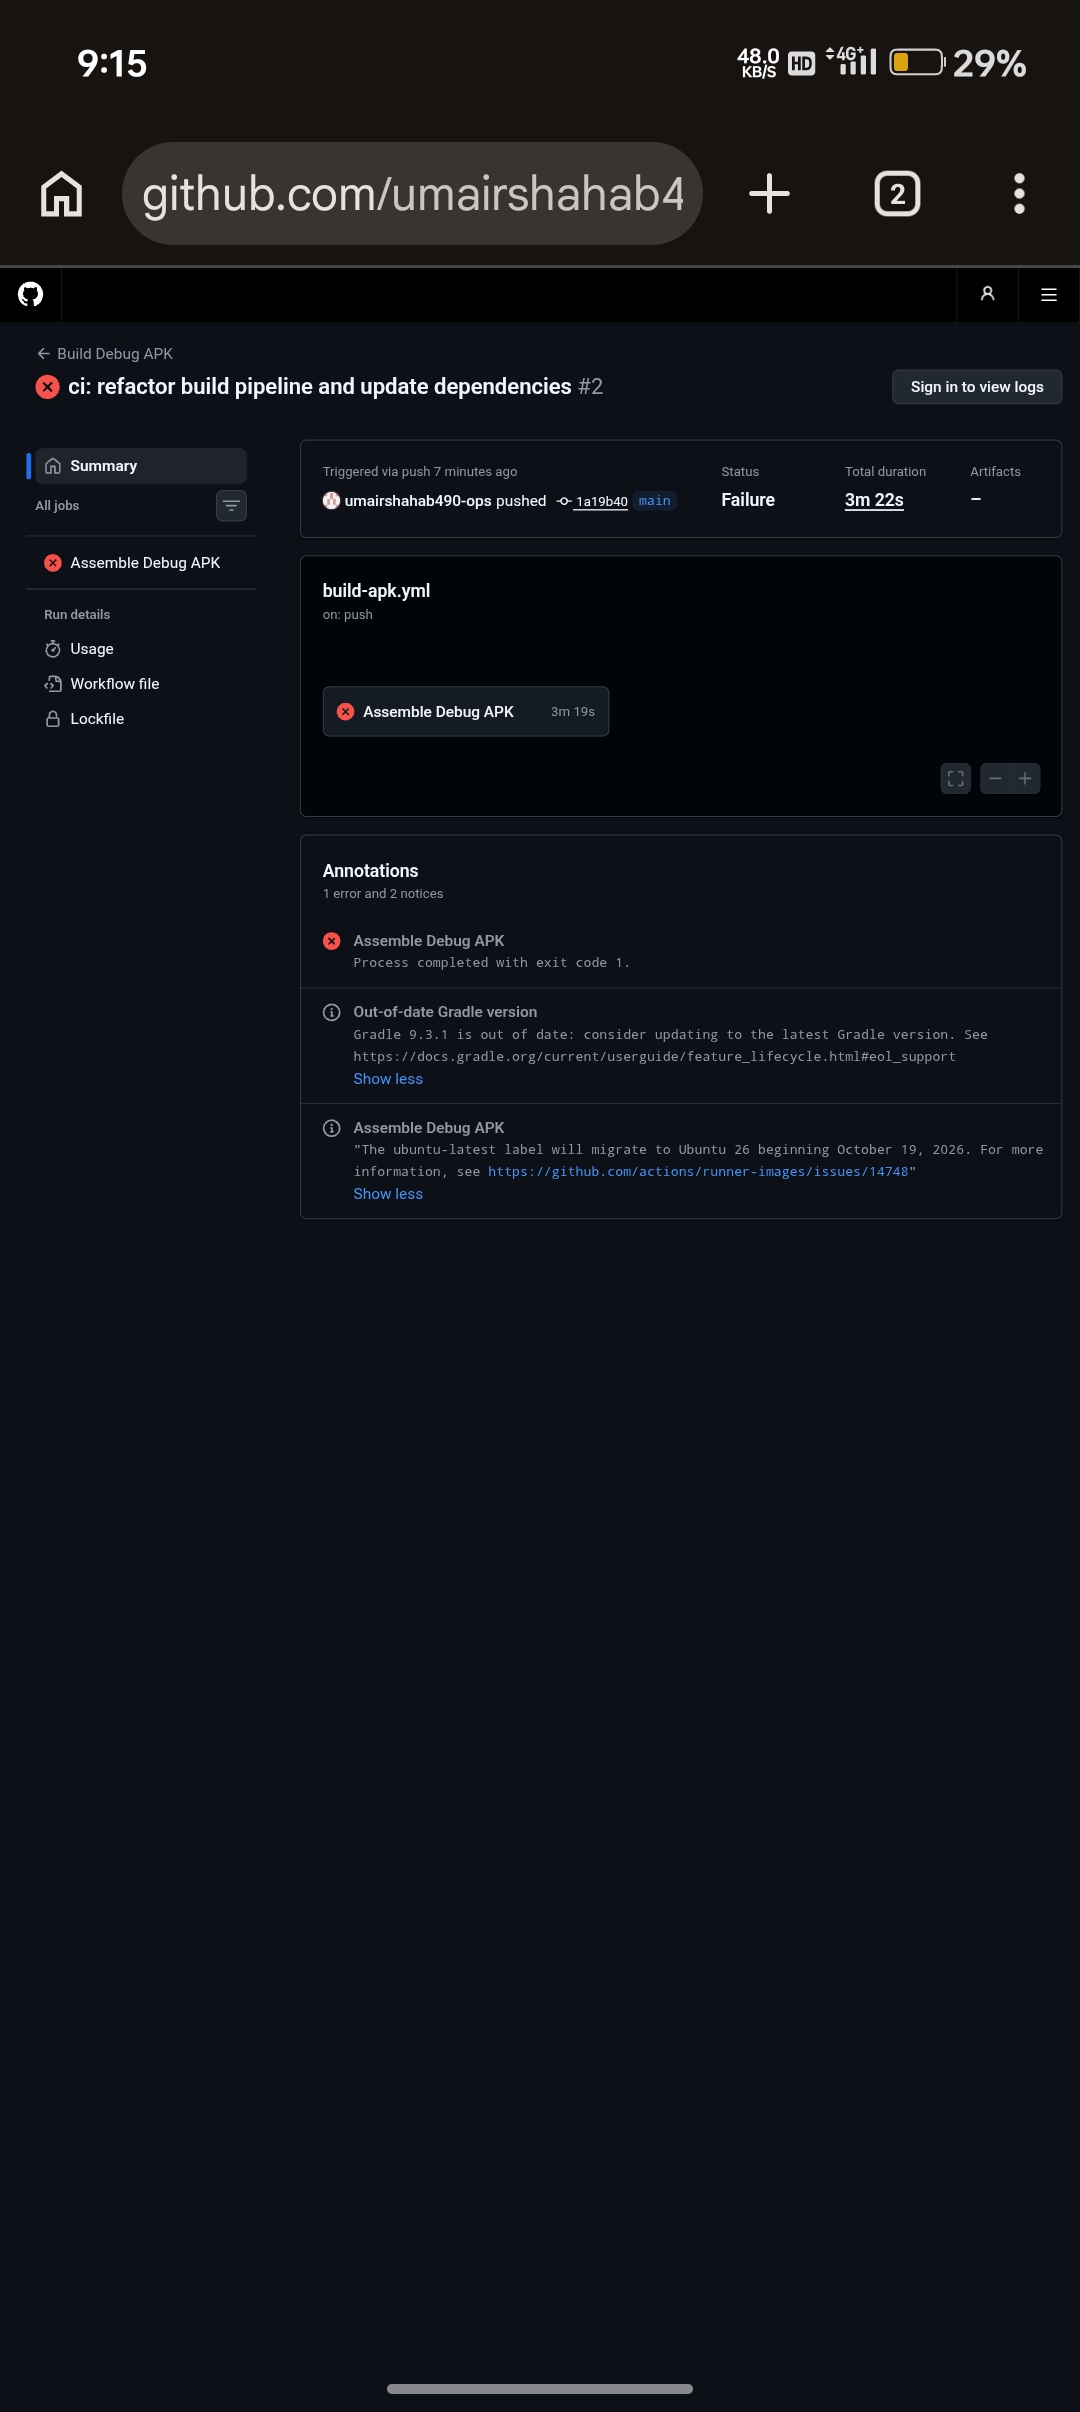 9:15
48.0 KB/S HD 4G+ 29%
github.com/umairshahab4
2
Build Debug APK
ci: refactor build pipeline and update dependencies #2
Sign in to view logs
Summary
All jobs
Assemble Debug APK
Run details
Usage
Workflow file
Lockfile
Triggered via push 7 minutes ago
umairshahab490-ops pushed 1a19b40 main
Status
Failure
Total duration
3m 22s
Artifacts
–
build-apk.yml
on: push
Assemble Debug APK 3m 19s
Annotations
1 error and 2 notices
Assemble Debug APK
Process completed with exit code 1.
Out-of-date Gradle version
Gradle 9.3.1 is out of date: consider updating to the latest Gradle version. See
https://docs.gradle.org/current/userguide/feature_lifecycle.html#eol_support
Show less
Assemble Debug APK
"The ubuntu-latest label will migrate to Ubuntu 26 beginning October 19, 2026. For more
information, see https://github.com/actions/runner-images/issues/14748"
Show less